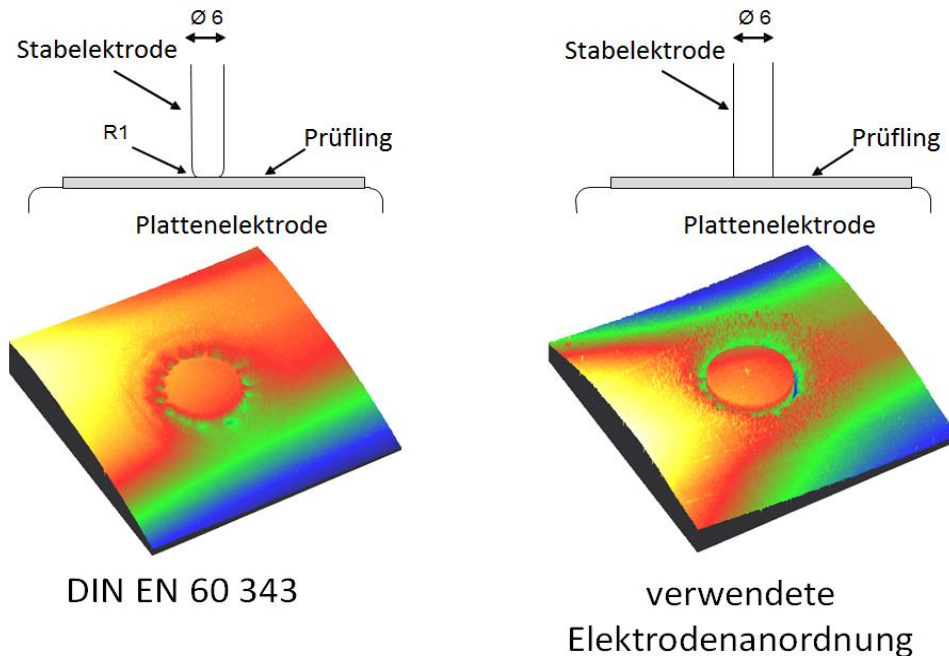 Ø 6
Stabelektrode
R1
Prüfling
Plattenelektrode
DIN EN 60 343
Ø 6
Stabelektrode
Prüfling
Plattenelektrode
verwendete
Elektrodenanordnung